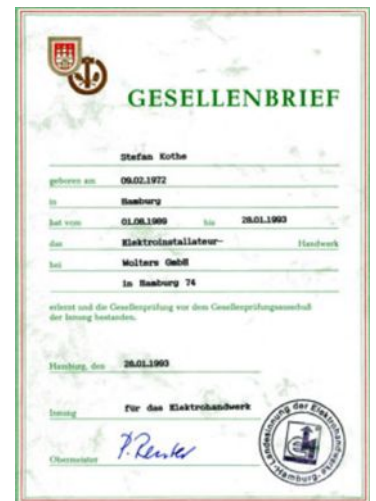 GESELLENBRIEF
Stefan Kothe
geboren am 09.02.1972
in Hamburg
hat vom 01.08.1989 bis 28.01.1993
das Elektroinstallateur- Handwerk
bei Wolters GmbH
in Hamburg 74
erlernt und die Gesellenprüfung vor dem Gesellenprüfungsausschuß
der Innung bestanden.
Hamburg, den 28.01.1993
Innung für das Elektrohandwerk
Obermeister
Landesinnung der Elektrohandwerke
Hamburg